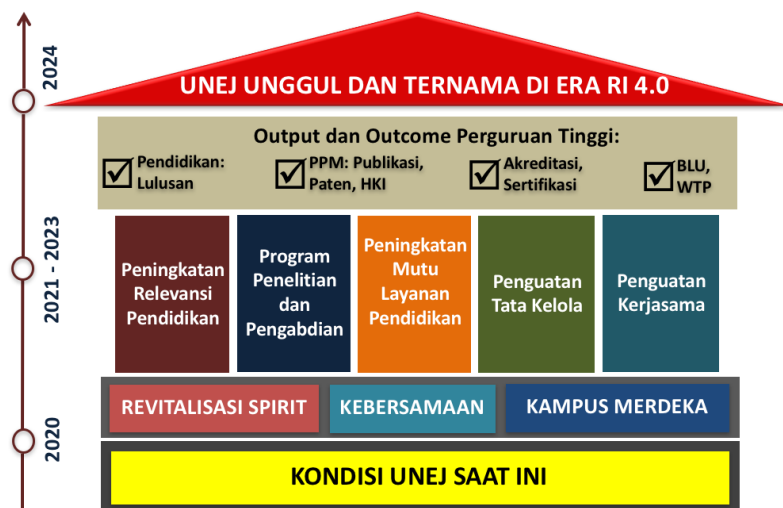 2024
UNEJ UNGGUL DAN TERNAMA DI ERA RI 4.0
Output dan Outcome Perguruan Tinggi:
Pendidikan:
Lulusan
PPM: Publikasi,
Paten, HKI
Akreditasi,
Sertifikasi
BLU,
WTP
2021 - 2023
Peningkatan
Relevansi
Pendidikan
Program
Penelitian
dan
Pengabdian
Peningkatan
Mutu
Layanan
Pendidikan
Penguatan
Tata Kelola
Penguatan
Kerjasama
2020
REVITALISASI SPIRIT
KEBERSAMAAN
KAMPUS MERDEKA
KONDISI UNEJ SAAT INI